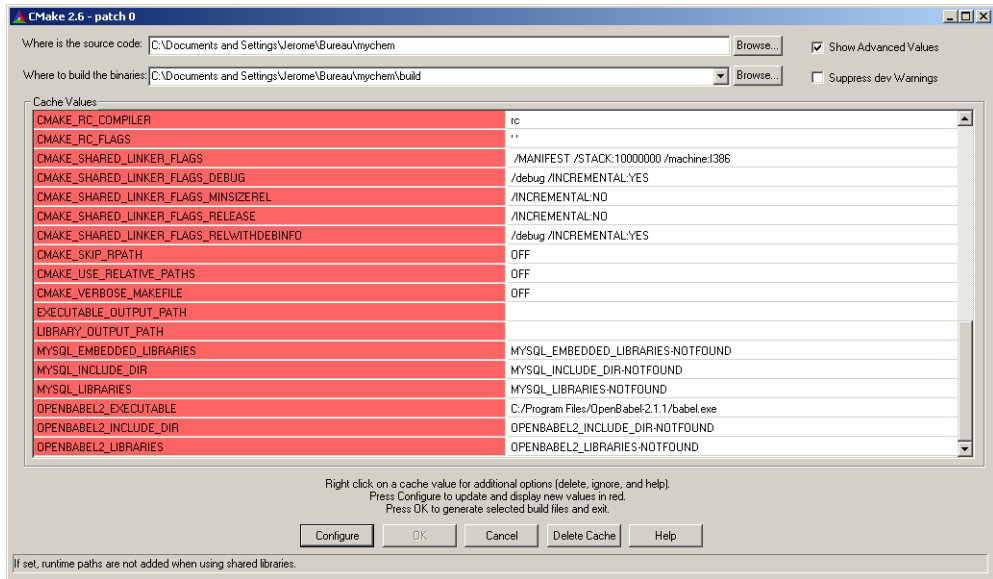 CMake 2.6 - patch 0
Where is the source code: C:\Documents and Settings\Jerome\Bureau\mychem Browse... Show Advanced Values
Where to build the binaries: C:\Documents and Settings\Jerome\Bureau\mychem\build Browse... Suppress dev Warnings
Cache Values
CMAKE_RC_COMPILER rc
CMAKE_RC_FLAGS ' '
CMAKE_SHARED_LINKER_FLAGS /MANIFEST /STACK:10000000 /machine:I386
CMAKE_SHARED_LINKER_FLAGS_DEBUG /debug /INCREMENTAL:YES
CMAKE_SHARED_LINKER_FLAGS_MINSIZEREL /INCREMENTAL:NO
CMAKE_SHARED_LINKER_FLAGS_RELEASE /INCREMENTAL:NO
CMAKE_SHARED_LINKER_FLAGS_RELWITHDEBINFO /debug /INCREMENTAL:YES
CMAKE_SKIP_RPATH OFF
CMAKE_USE_RELATIVE_PATHS OFF
CMAKE_VERBOSE_MAKEFILE OFF
EXECUTABLE_OUTPUT_PATH
LIBRARY_OUTPUT_PATH
MYSQL_EMBEDDED_LIBRARIES MYSQL_EMBEDDED_LIBRARIES-NOTFOUND
MYSQL_INCLUDE_DIR MYSQL_INCLUDE_DIR-NOTFOUND
MYSQL_LIBRARIES MYSQL_LIBRARIES-NOTFOUND
OPENBABEL2_EXECUTABLE C:/Program Files/OpenBabel-2.1.1/babel.exe
OPENBABEL2_INCLUDE_DIR OPENBABEL2_INCLUDE_DIR-NOTFOUND
OPENBABEL2_LIBRARIES OPENBABEL2_LIBRARIES-NOTFOUND
Right click on a cache value for additional options (delete, ignore, and help).
Press Configure to update and display new values in red.
Press OK to generate selected build files and exit.
Configure OK Cancel Delete Cache Help
If set, runtime paths are not added when using shared libraries.